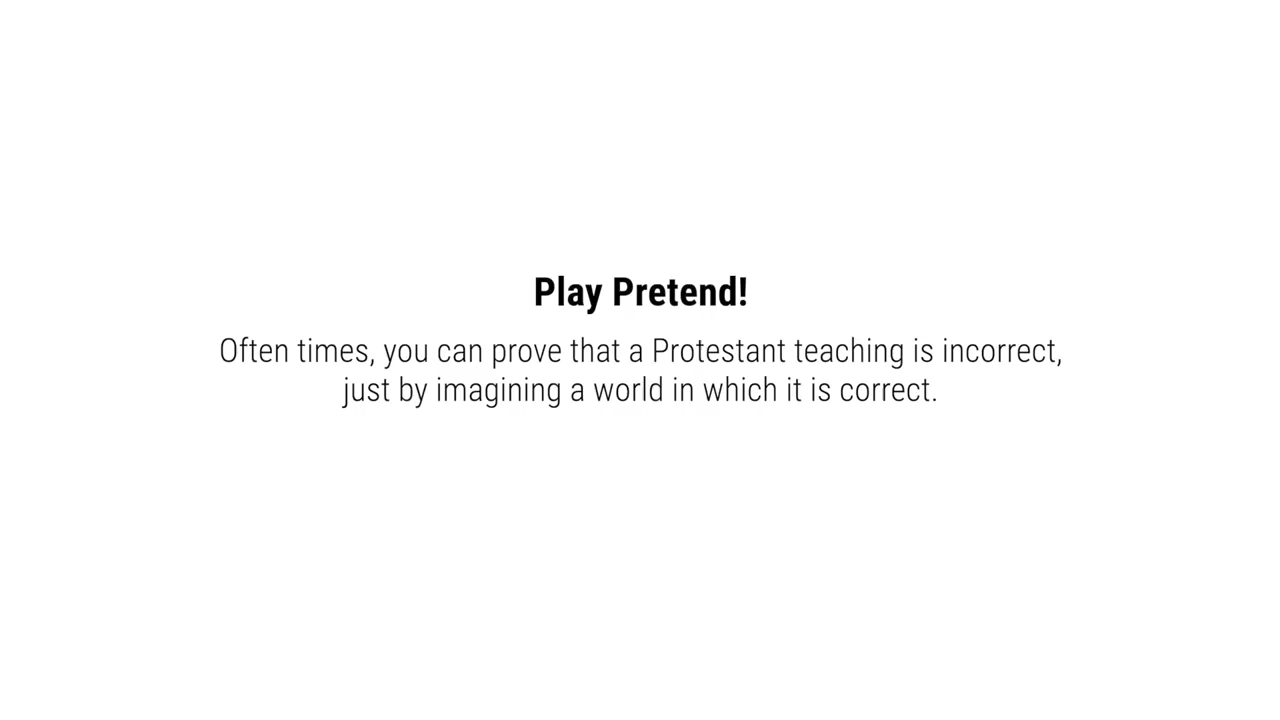 Play Pretend!
Often times, you can prove that a Protestant teaching is incorrect,
just by imagining a world in which it is correct.